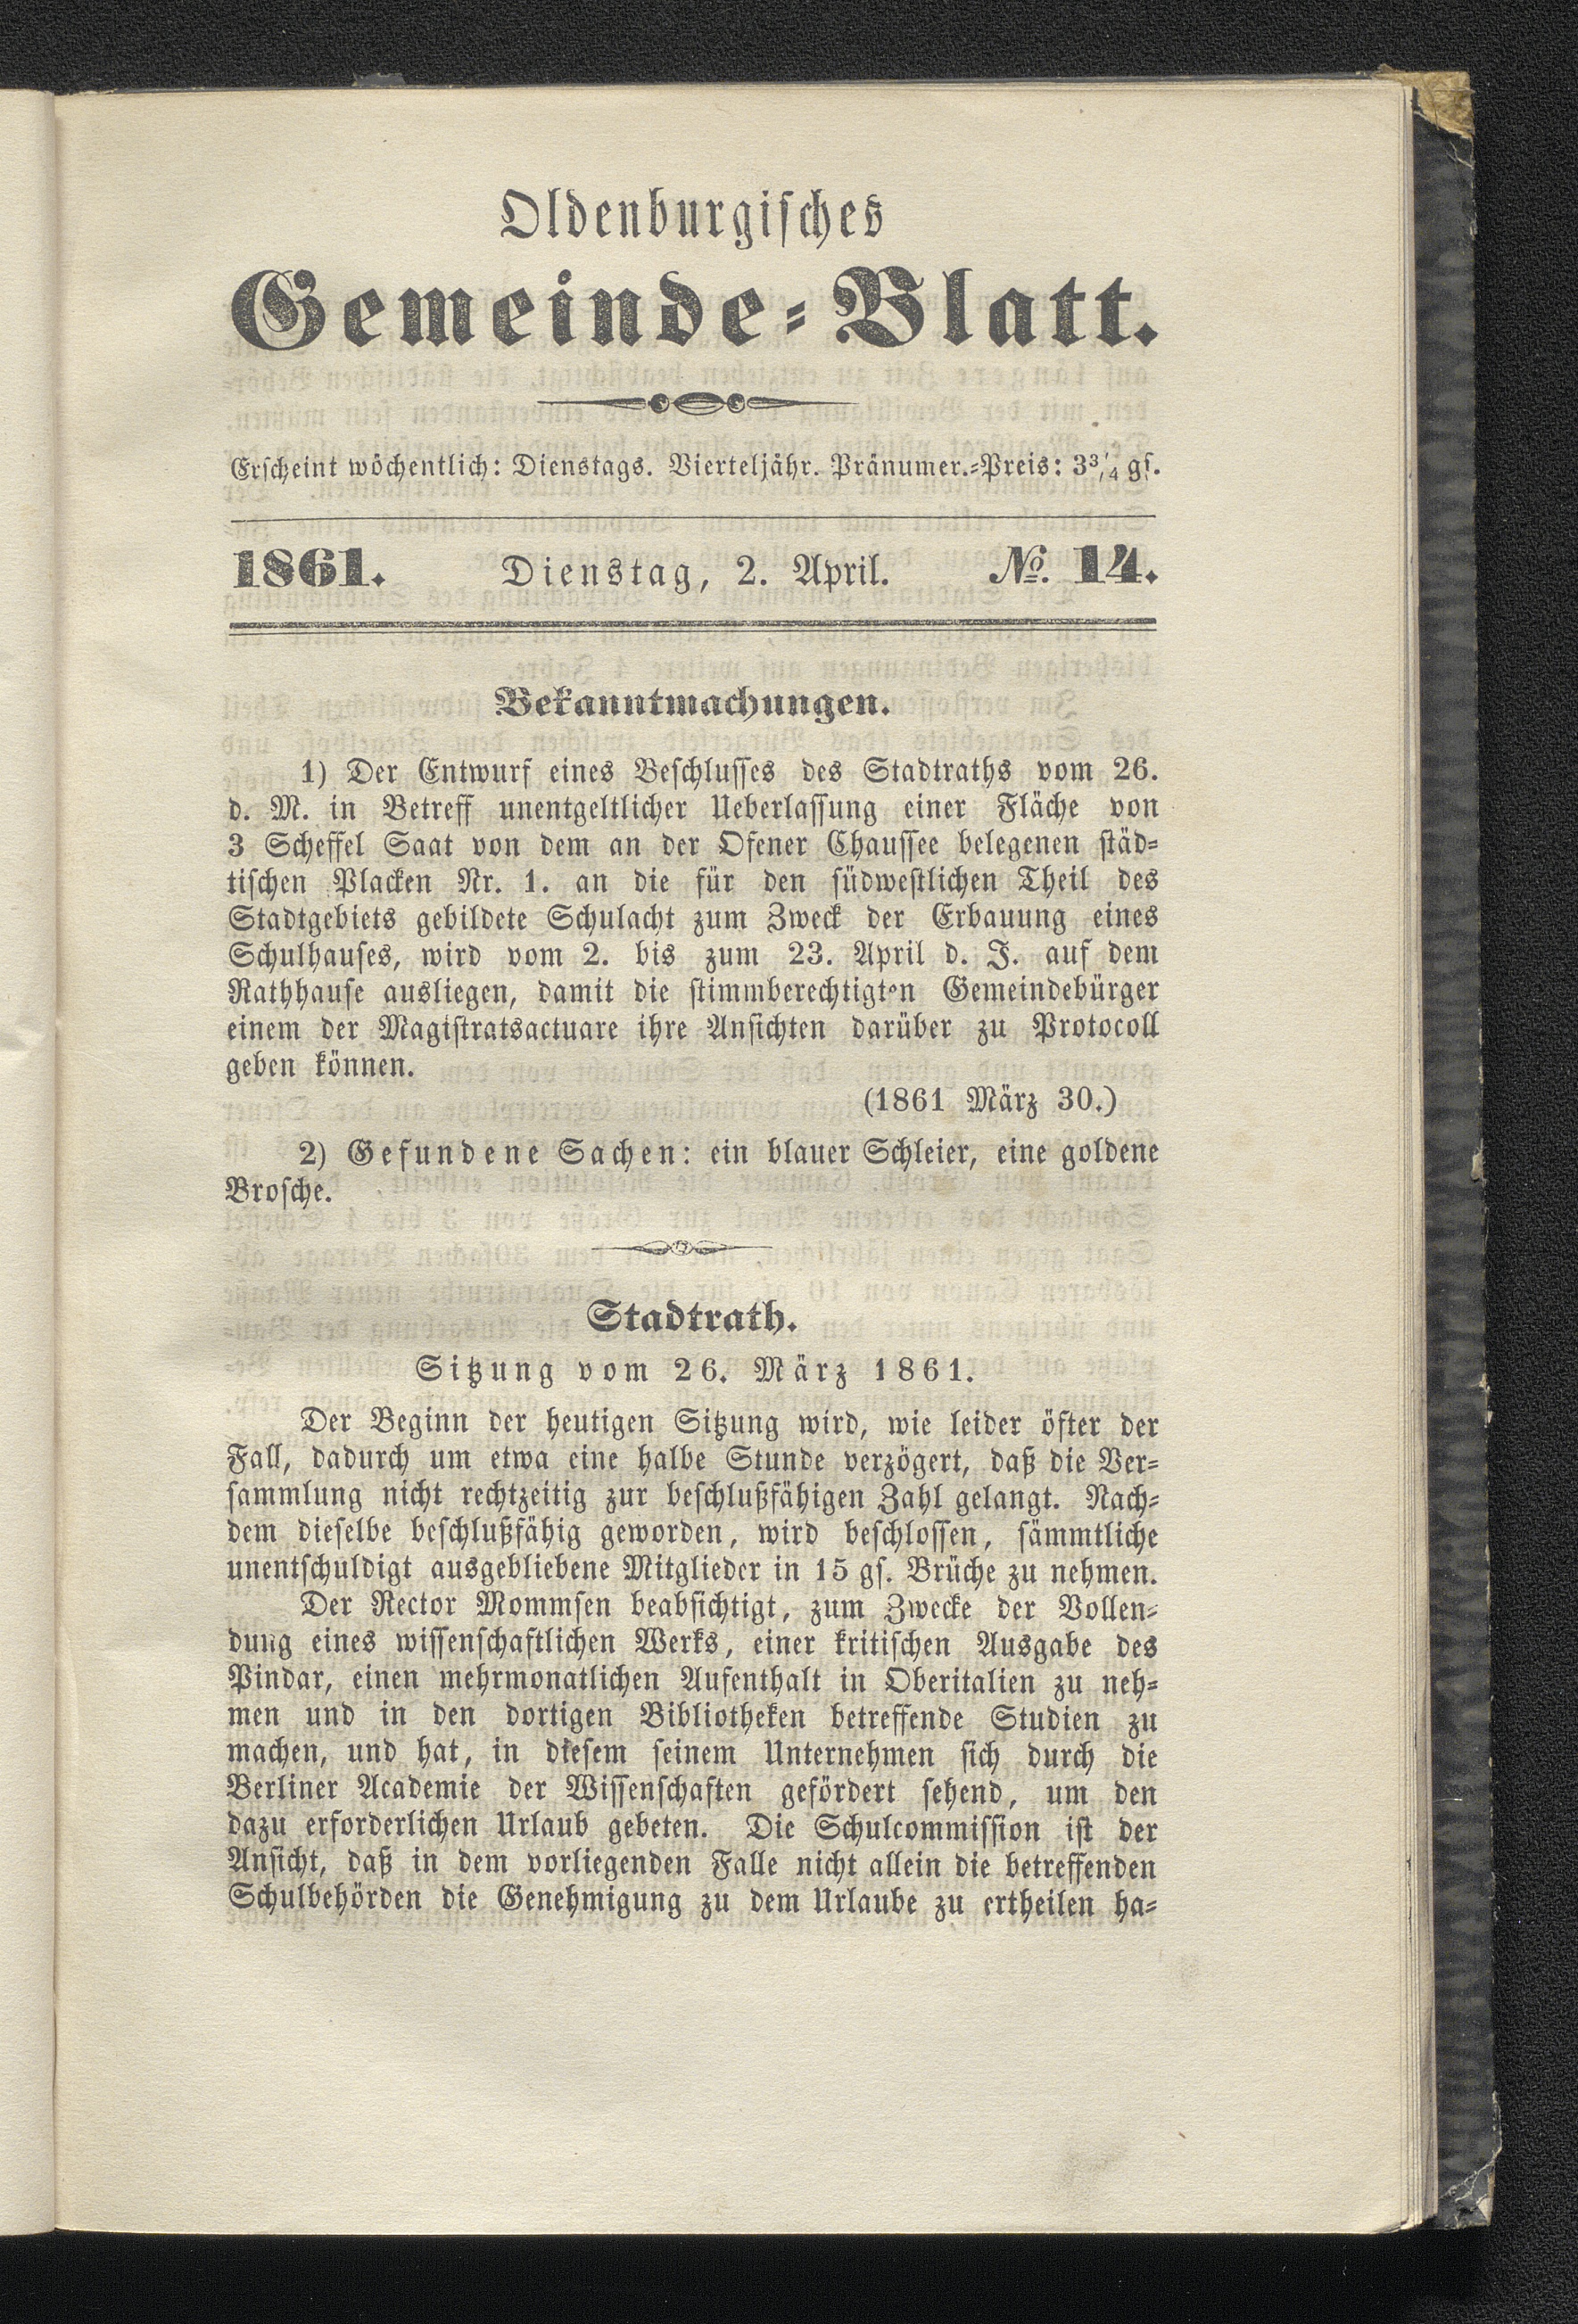 Oldenburgisches
Gemeinde-Blatt.
Erscheint wöchentlich: Dienstags. Vierteljähr. Pränumer.-Preis: 3¾ gs.
1861. Dienstag, 2. April. No. 14.
Bekanntmachungen.
1) Der Entwurf eines Beschlusses des Stadtraths vom 26.
d. M. in Betreff unentgeltlicher Ueberlassung einer Fläche von
3 Scheffel Saat von dem an der Ofener Chaussee belegenen städ-
tischen Placken Nr. 1. an die für den südwestlichen Theil des
Stadtgebiets gebildete Schulacht zum Zweck der Erbauung eines
Schulhauses, wird vom 2. bis zum 23. April d. J. auf dem
Rathhause ausliegen, damit die stimmberechtigten Gemeindebürger
einem der Magistratsactuare ihre Ansichten darüber zu Protocoll
geben können.
(1861 März 30.)
2) Gefundene Sachen: ein blauer Schleier, eine goldene
Brosche.
Stadtrath.
Sitzung vom 26. März 1861.
Der Beginn der heutigen Sitzung wird, wie leider öfter der
Fall, dadurch um etwa eine halbe Stunde verzögert, daß die Ver-
sammlung nicht rechtzeitig zur beschlußfähigen Zahl gelangt. Nach-
dem dieselbe beschlußfähig geworden, wird beschlossen, sämmtliche
unentschuldigt ausgebliebene Mitglieder in 15 gs. Brüche zu nehmen.
Der Rector Mommsen beabsichtigt, zum Zwecke der Vollen-
dung eines wissenschaftlichen Werks, einer kritischen Ausgabe des
Pindar, einen mehrmonatlichen Aufenthalt in Oberitalien zu neh-
men und in den dortigen Bibliotheken betreffende Studien zu
machen, und hat, in dkesem seinem Unternehmen sich durch die
Berliner Academie der Wissenschaften gefördert sehend, um den
dazu erforderlichen Urlaub gebeten. Die Schulcommission ist der
Ansicht, daß in dem vorliegenden Falle nicht allein die betreffenden
Schulbehörden die Genehmigung zu dem Urlaube zu ertheilen ha-